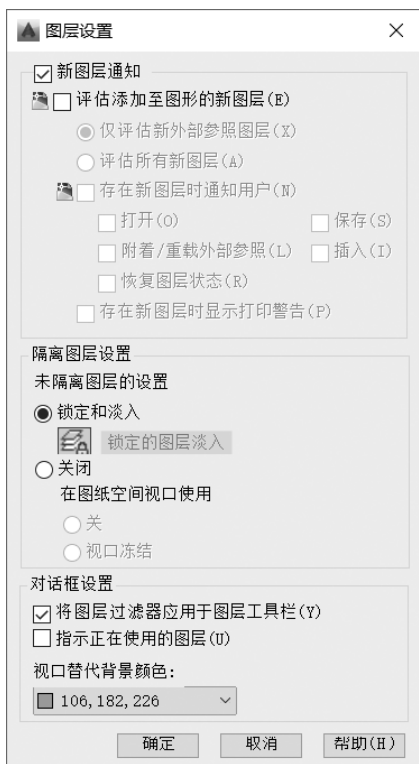 图层设置
新图层通知
评估添加至图形的新图层(E)
仅评估新外部参照图层(X)
评估所有新图层(A)
存在新图层时通知用户(N)
打开(O) 保存(S)
附着/重载外部参照(L) 插入(I)
恢复图层状态(R)
存在新图层时显示打印警告(P)
隔离图层设置
未隔离图层的设置
锁定和淡入
锁定的图层淡入
关闭
在图纸空间视口使用
关
视口冻结
对话框设置
将图层过滤器应用于图层工具栏(Y)
指示正在使用的图层(U)
视口替代背景颜色：
106,182,226
确定 取消 帮助(H)